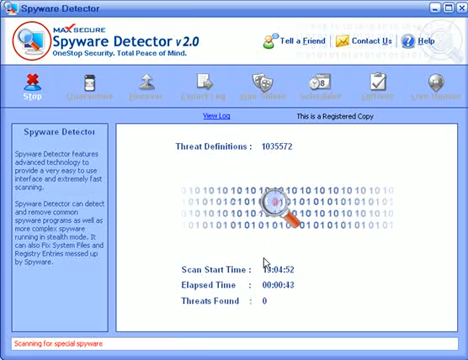 Spyware Detector
MAX SECURE
Spyware Detector v 2.0
OneStop Security. Total Peace of Mind.
Tell a Friend
Contact Us
Help
Stop
Recover
Options
View Log
This is a Registered Copy
Spyware Detector
Spyware Detector features
advanced technology to
provide a very easy to use
interface and extremely fast
scanning.
Spyware Detector can detect
and remove common
spyware programs as well as
more complex spyware
running in stealth mode. It
can also Fix System Files and
Registry Entries messed up
by Spyware.
Threat Definitions : 1035572
Scan Start Time : 19:04:52
Elapsed Time : 00:00:43
Threats Found : 0
Scanning for special spyware